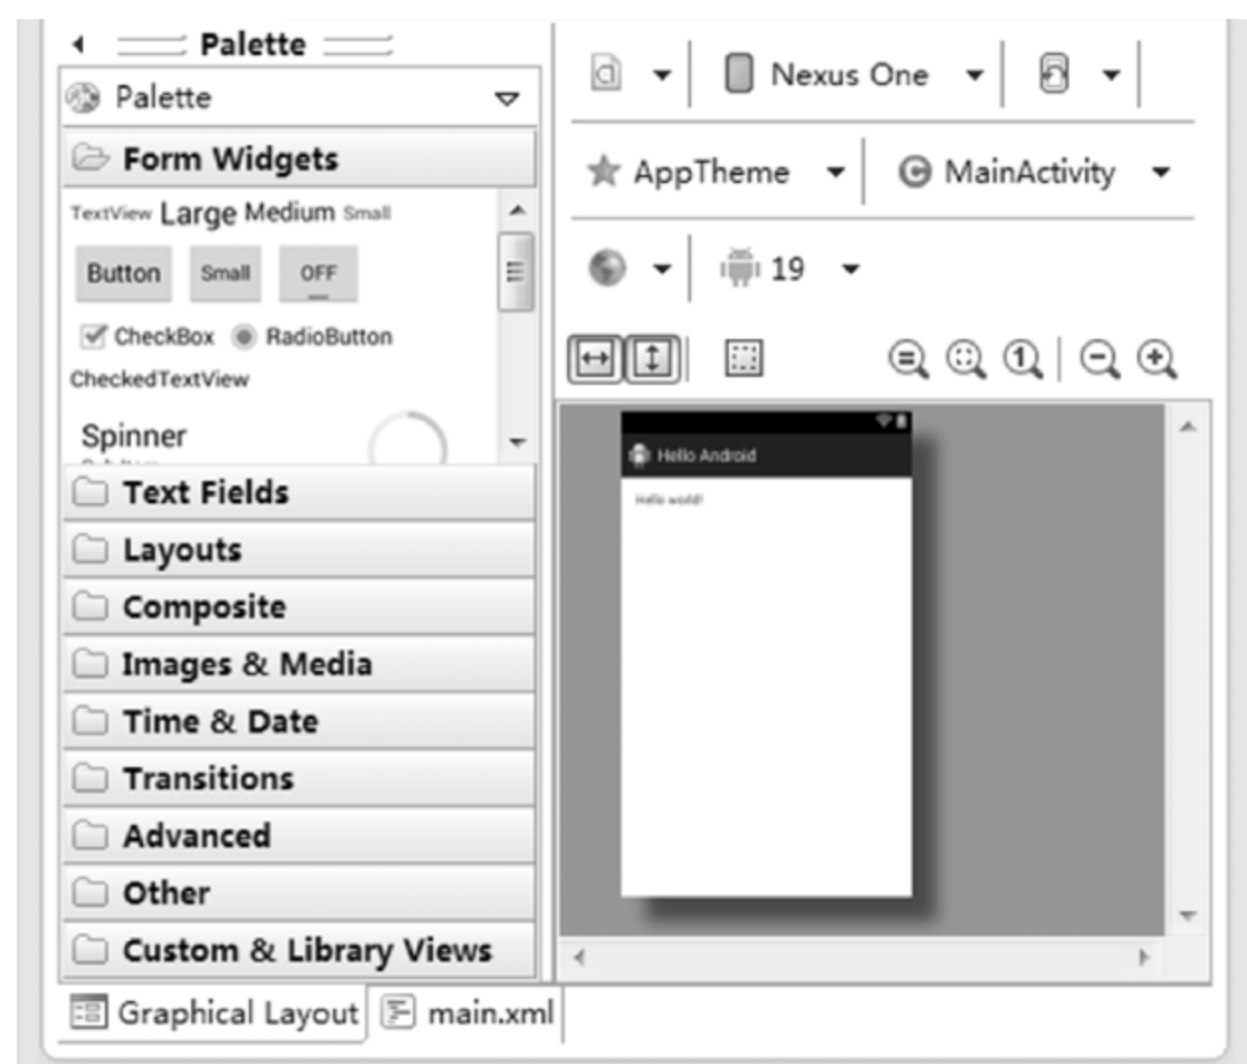 Palette
Palette
Form Widgets
TextView Large Medium Small
Button Small OFF
CheckBox RadioButton
CheckedTextView
Spinner
Text Fields
Layouts
Composite
Images & Media
Time & Date
Transitions
Advanced
Other
Custom & Library Views
Graphical Layout main.xml
Nexus One
AppTheme MainActivity
19
1
Hello Android
Hello world!